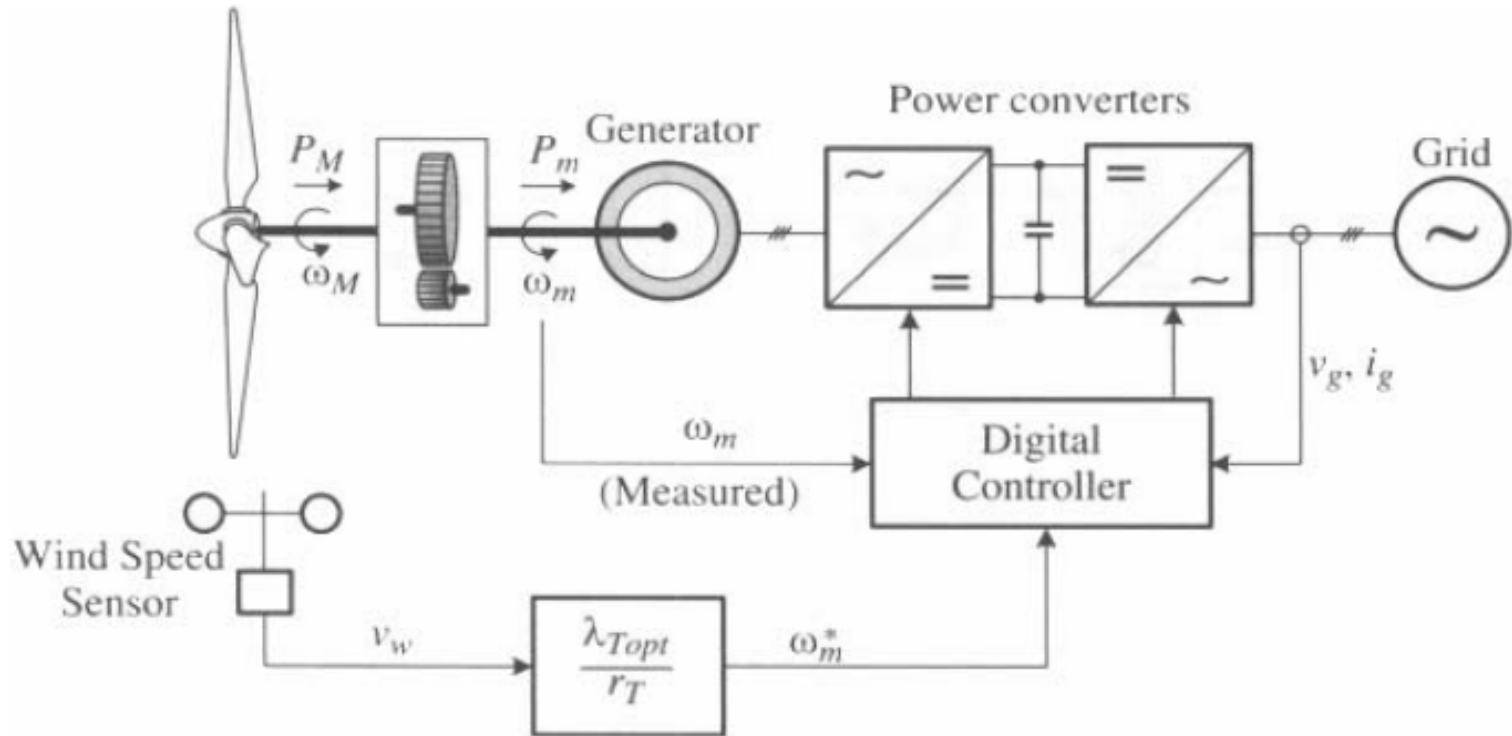 Power converters
Generator
Grid
P_M
P_m
~
=
=
~
~
ω_M
ω_m
v_g, i_g
ω_m
(Measured)
Digital
Controller
Wind Speed
Sensor
v_w
λ_Topt
r_T
ω_m^*